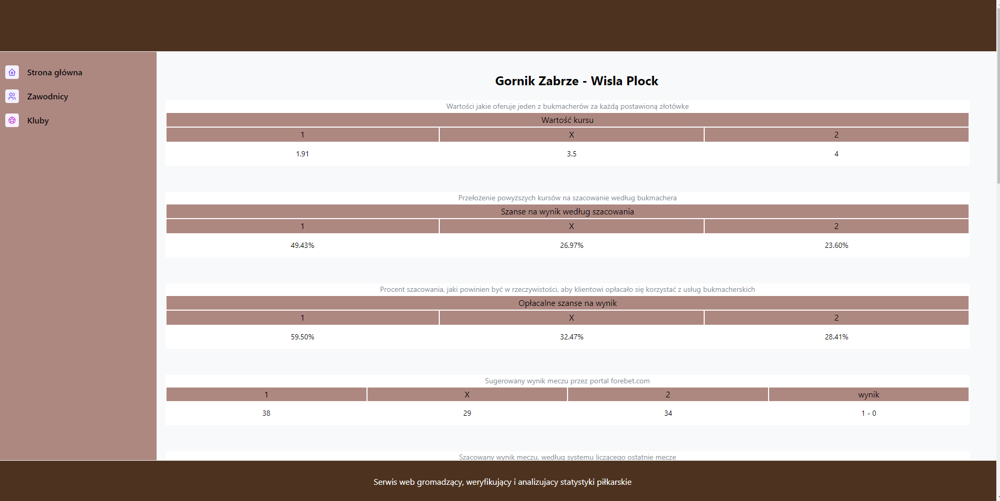 Strona główna
Zawodnicy
Kluby
Gornik Zabrze - Wisla Plock
Wartości jakie oferuje jeden z bukmacherów za każdą postawioną złotówke
Wartość kursu
1 X 2
1.91 3.5 4
Przełożenie powyższych kursów na szacowanie według bukmachera
Szanse na wynik według szacowania
1 X 2
49.43% 26.97% 23.60%
Procent szacowania, jaki powinien być w rzeczywistości, aby klientowi opłacało się korzystać z usług bukmacherskich
Opłacalne szanse na wynik
1 X 2
59.50% 32.47% 28.41%
Sugerowany wynik meczu przez portal forebet.com
1 X 2 wynik
38 29 34 1 - 0
Szacowany wynik meczu, według systemu liczącego ostatnie mecze
Serwis web gromadzący, weryfikujący i analizujacy statystyki piłkarskie